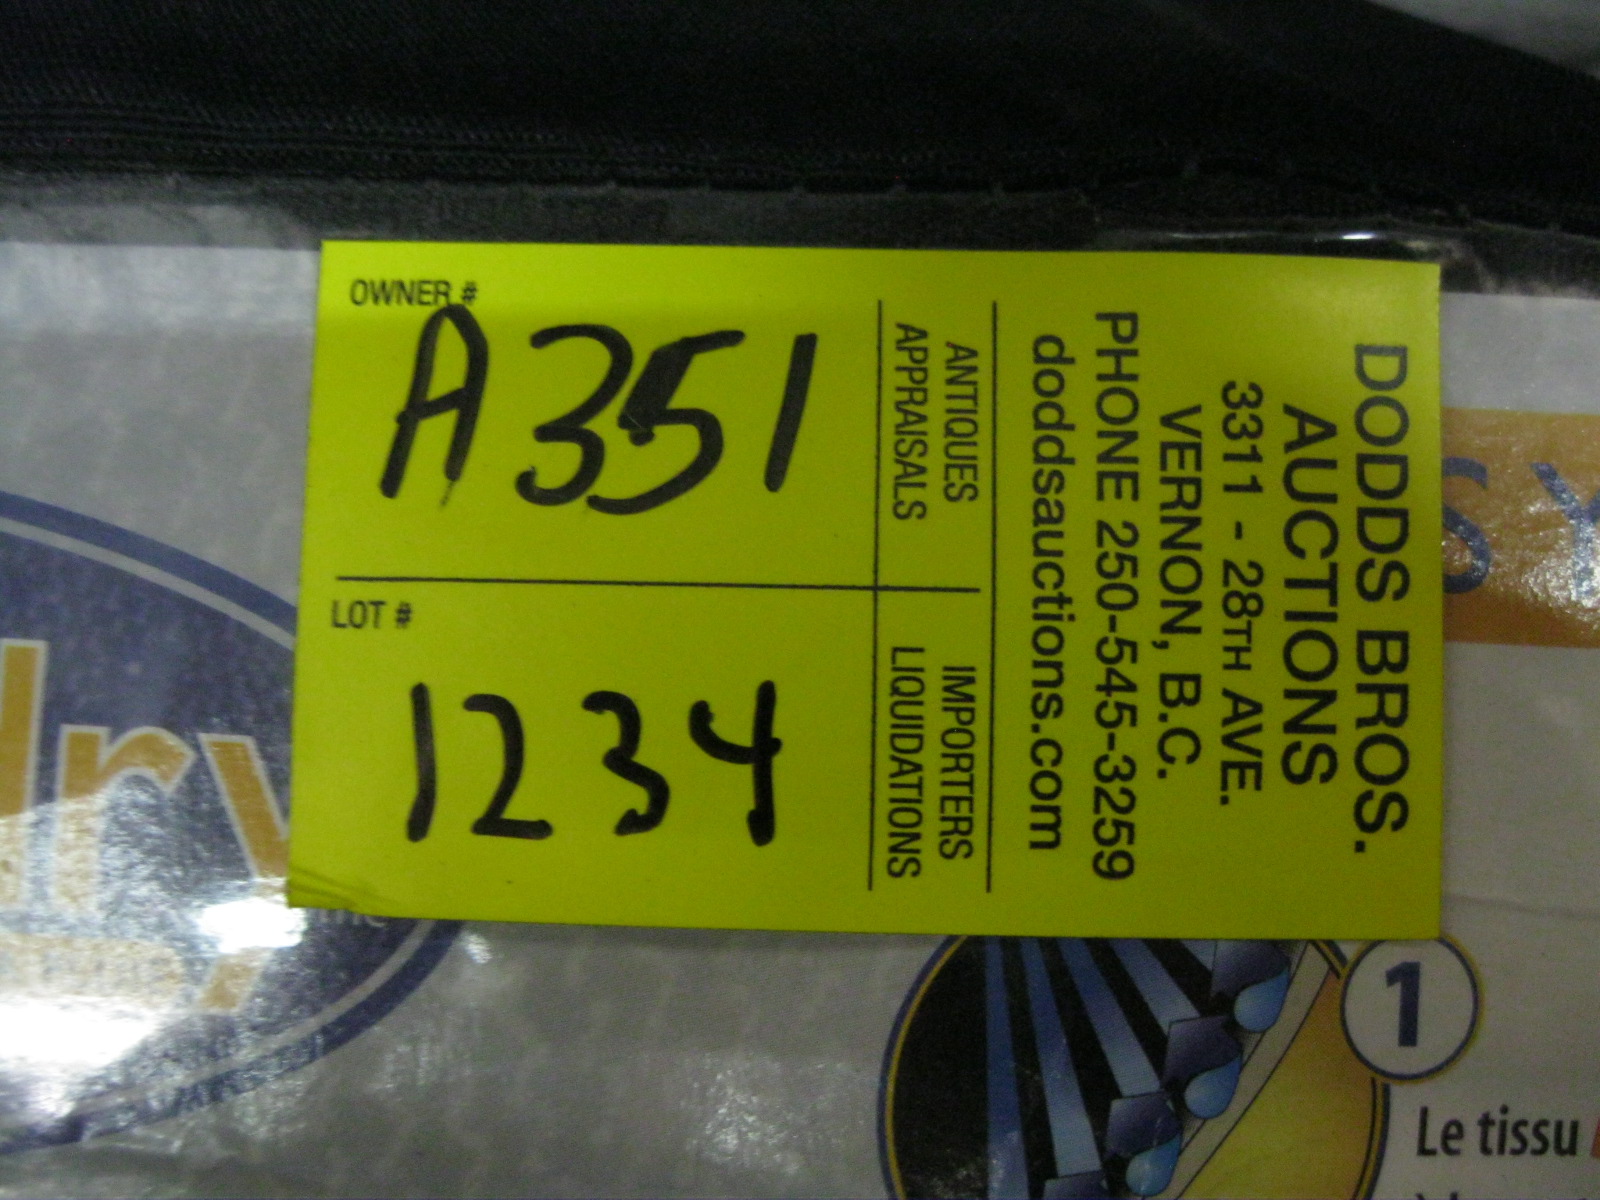 OWNER #
A351
LOT #
1234
ANTIQUES
APPRAISALS
IMPORTERS
LIQUIDATIONS
DODDS BROS.
AUCTIONS
3311 - 28TH AVE.
VERNON, B.C.
PHONE 250-545-3259
doddsauctions.com
1
Le tissu